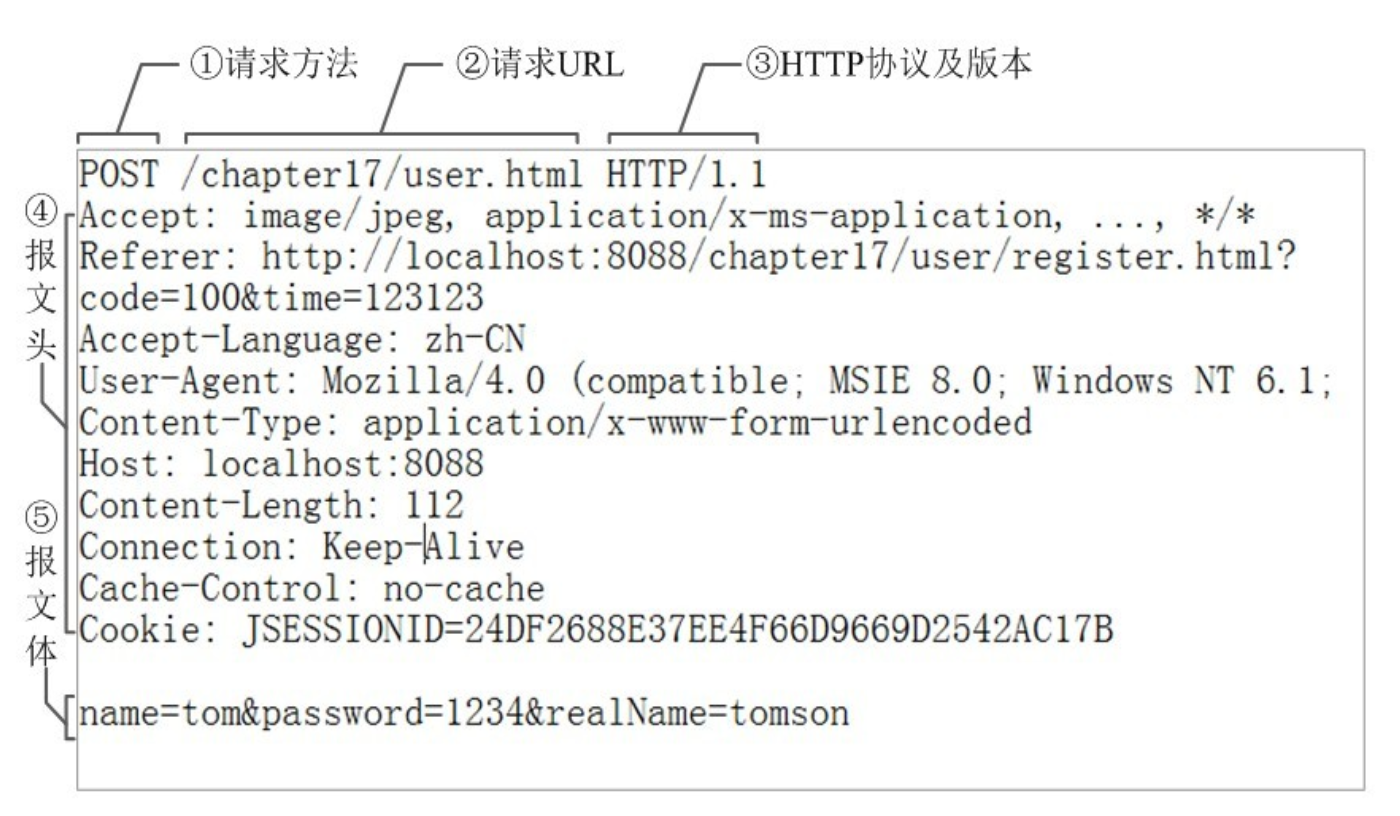 ①请求方法 ②请求URL ③HTTP协议及版本
POST /chapter17/user.html HTTP/1.1
④报文头
Accept: image/jpeg, application/x-ms-application, ..., */*
Referer: http://localhost:8088/chapter17/user/register.html?
code=100&time=123123
Accept-Language: zh-CN
User-Agent: Mozilla/4.0 (compatible; MSIE 8.0; Windows NT 6.1;
Content-Type: application/x-www-form-urlencoded
Host: localhost:8088
Content-Length: 112
Connection: Keep-Alive
Cache-Control: no-cache
Cookie: JSESSIONID=24DF2688E37EE4F66D9669D2542AC17B
⑤报文体
name=tom&password=1234&realName=tomson